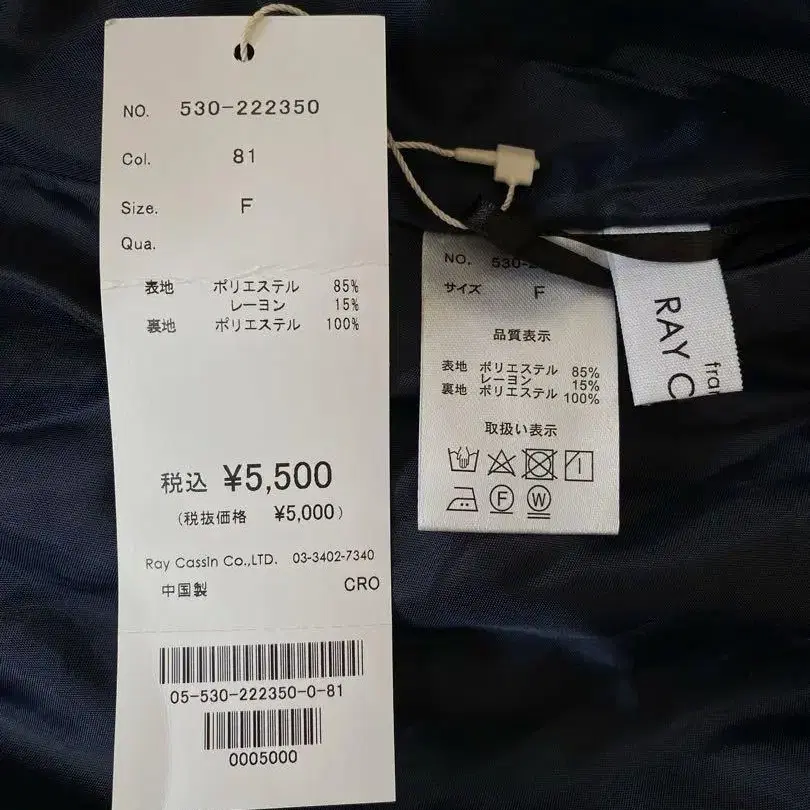 NO. 530-222350
Col. 81
Size. F
Qua.
表地 ポリエステル 85%
レーヨン 15%
裏地 ポリエステル 100%
税込 ¥5,500
(税抜価格 ¥5,000)
Ray Cassin Co.,LTD. 03-3402-7340
中国製 CRO
05-530-222350-0-81
0005000
NO. 530-
サイズ F
品質表示
表地 ポリエステル 85%
レーヨン 15%
裏地 ポリエステル 100%
取扱い表示
F W
RAY C
fra